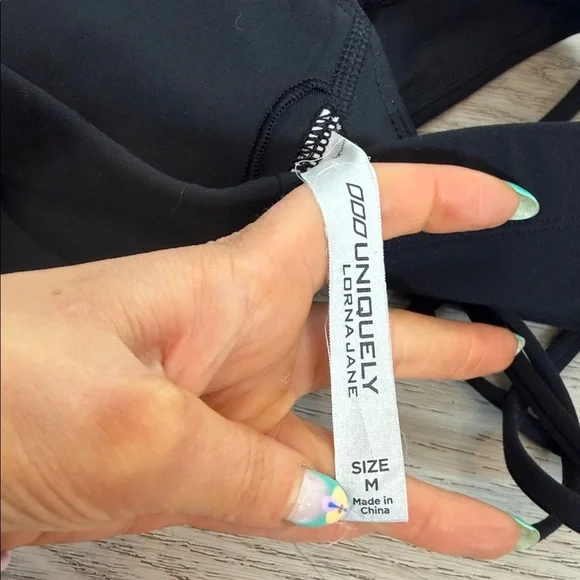 UNIQUELY
LORNA JANE
SIZE
M
Made in
China